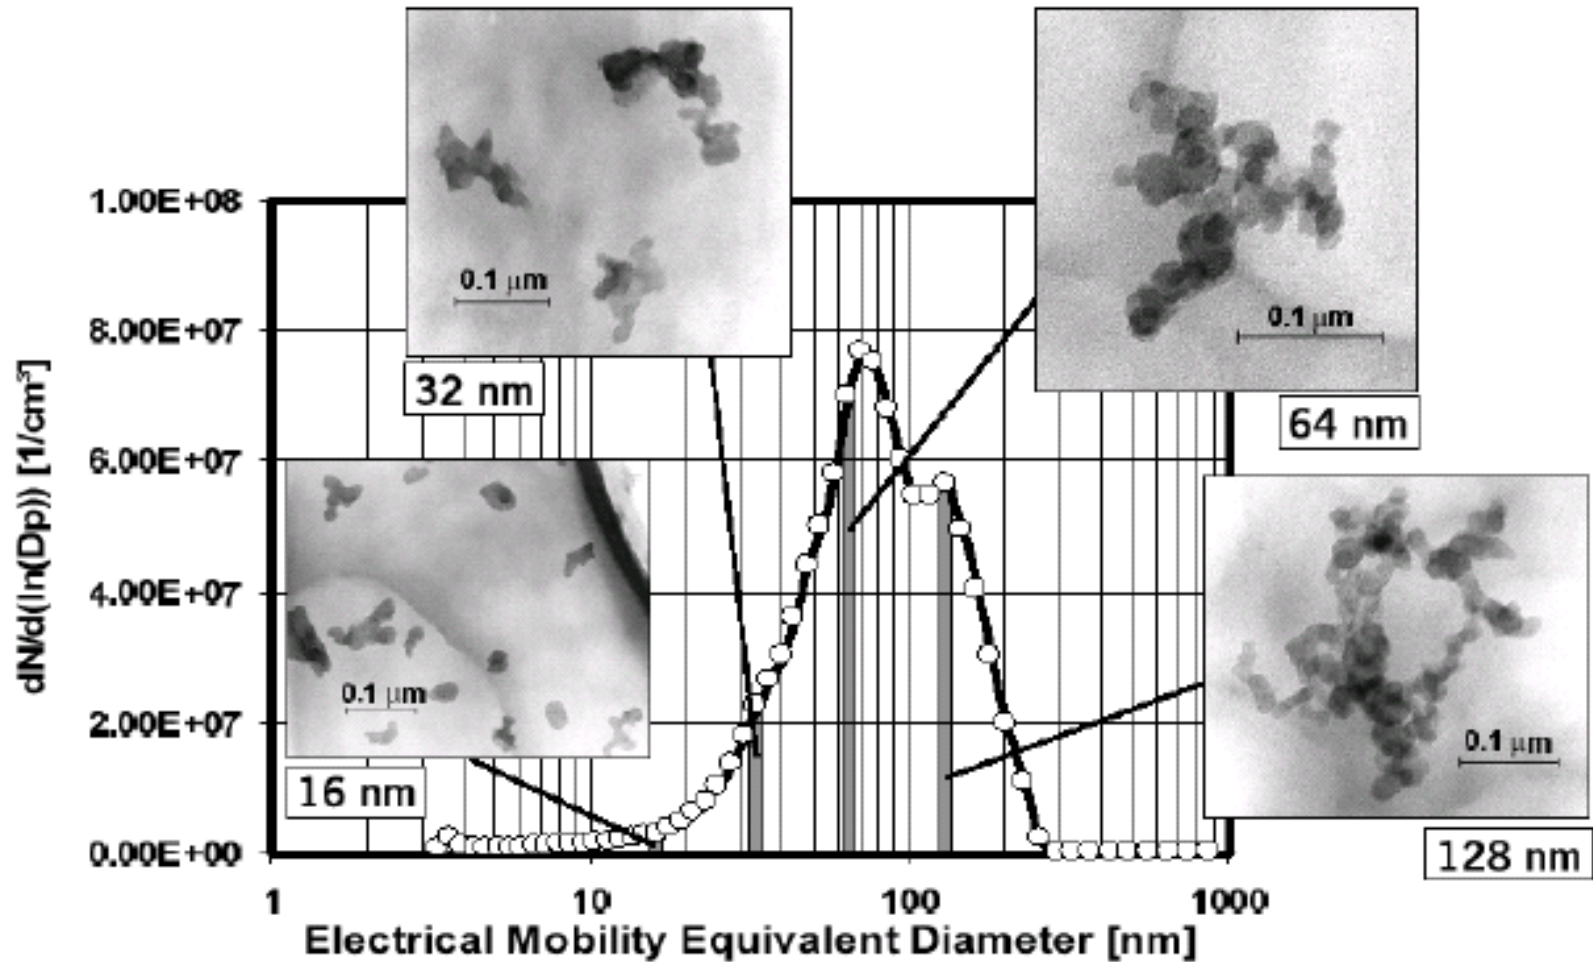 0.1 μm
32 nm
0.1 μm
64 nm
0.1 μm
16 nm
0.1 μm
128 nm
1.00E+08
8.00E+07
6.00E+07
4.00E+07
2.00E+07
0.00E+00
dN/d(ln(Dp)) [1/cm³]
1 10 100 1000
Electrical Mobility Equivalent Diameter [nm]